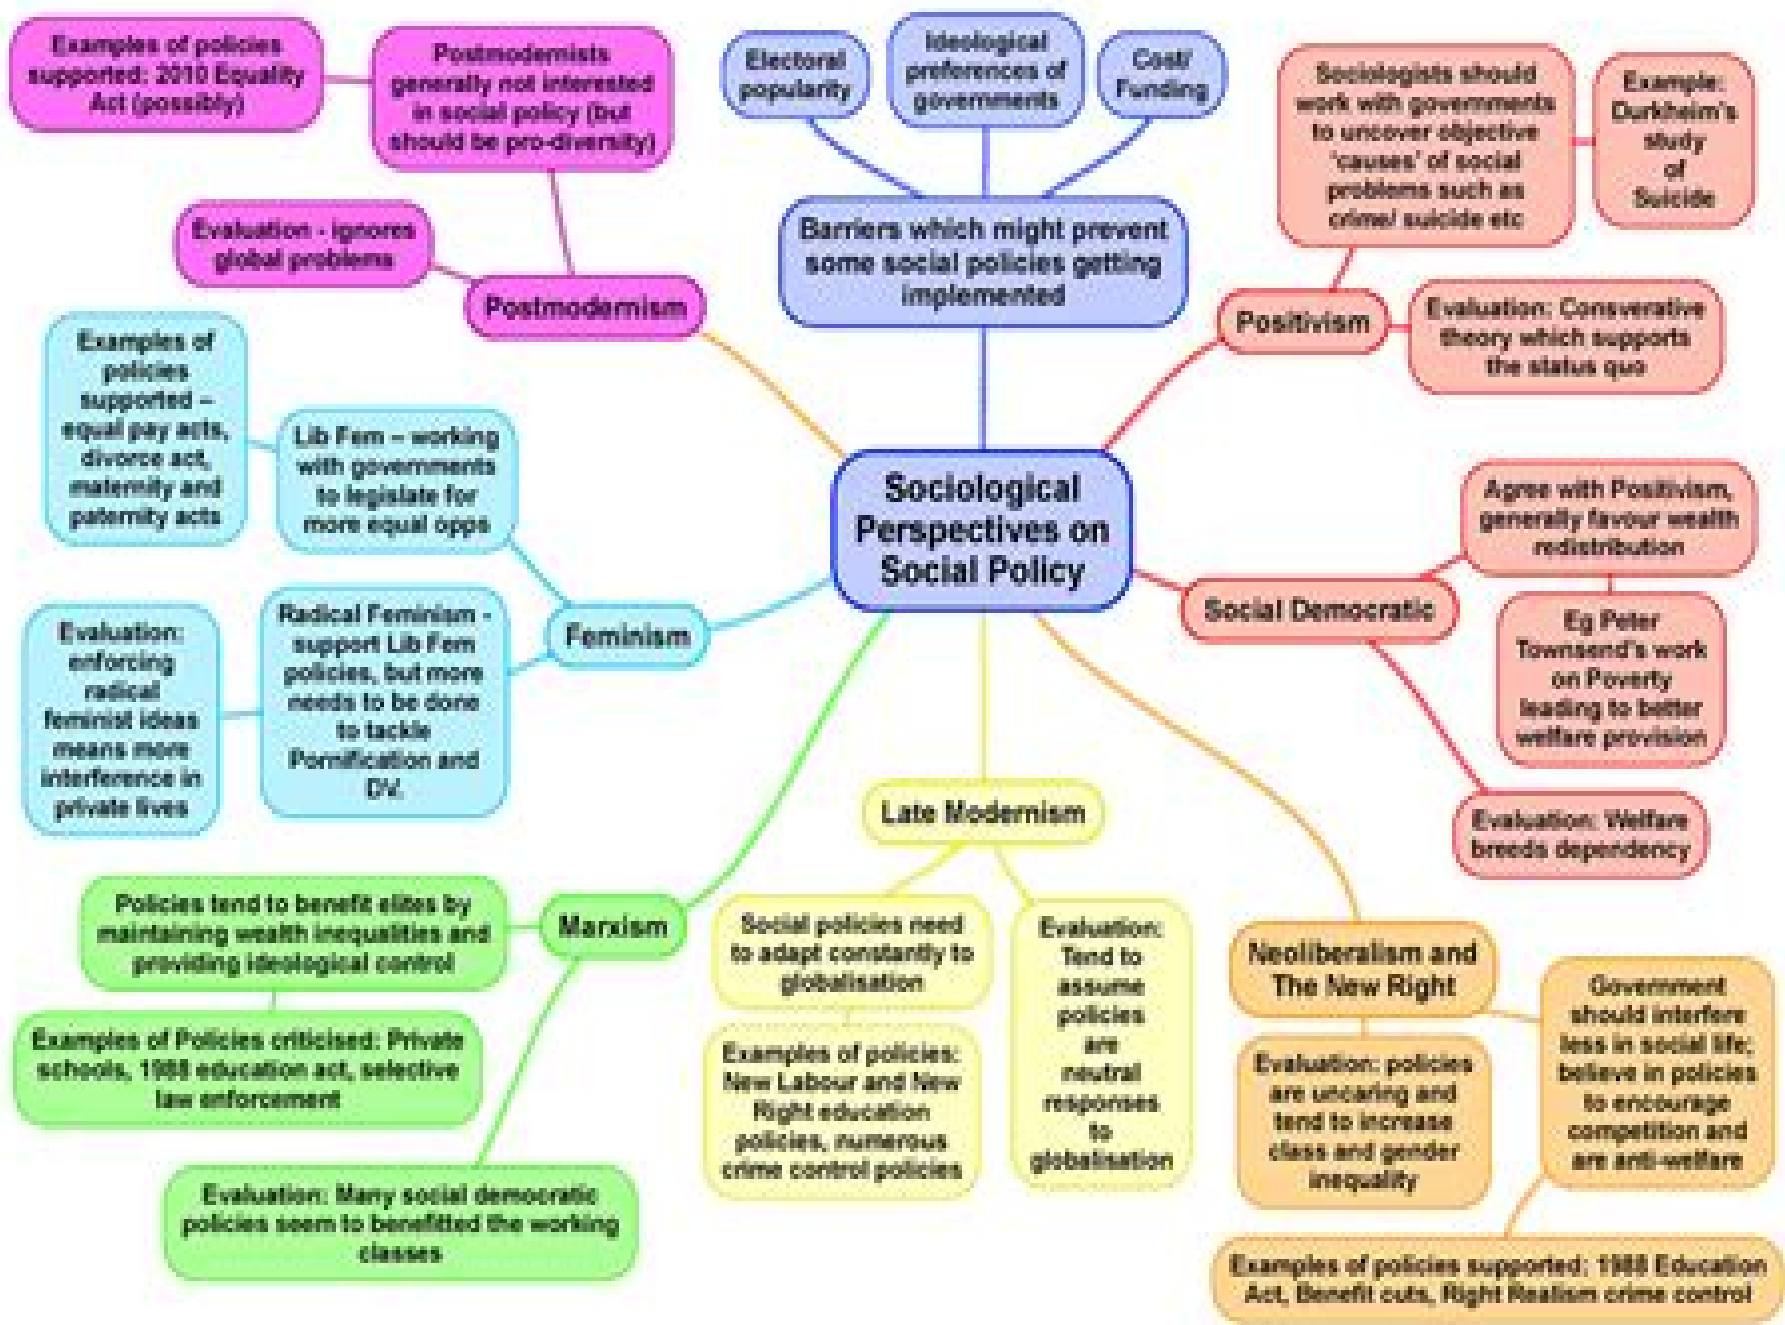 Examples of policies
supported: 2010 Equality
Act (possibly)
Postmodernists
generally not interested
in social policy (but
should be pro-diversity)
Evaluation - ignores
global problems
Postmodernism
Electoral
popularity
Ideological
preferences of
governments
Cost/
Funding
Barriers which might prevent
some social policies getting
implemented
Sociologists should
work with governments
to uncover objective
'causes' of social
problems such as
crime/ suicide etc
Example:
Durkheim's
study
of
Suicide
Positivism
Evaluation: Consverative
theory which supports
the status quo
Examples of
policies
supported –
equal pay acts,
divorce act,
maternity and
paternity acts
Lib Fem – working
with governments
to legislate for
more equal opps
Sociological
Perspectives on
Social Policy
Agree with Positivism,
generally favour wealth
redistribution
Social Democratic
Eg Peter
Townsend's work
on Poverty
leading to better
welfare provision
Evaluation: Welfare
breeds dependency
Feminism
Radical Feminism -
support Lib Fem
policies, but more
needs to be done
to tackle
Pornification and
DV.
Evaluation:
enforcing
radical
feminist ideas
means more
interference in
private lives
Marxism
Policies tend to benefit elites by
maintaining wealth inequalities and
providing ideological control
Examples of Policies criticised: Private
schools, 1988 education act, selective
law enforcement
Evaluation: Many social democratic
policies seem to benefitted the working
classes
Late Modernism
Social policies need
to adapt constantly to
globalisation
Examples of policies:
New Labour and New
Right education
policies, numerous
crime control policies
Evaluation:
Tend to
assume
policies
are
neutral
responses
to
globalisation
Neoliberalism and
The New Right
Evaluation: policies
are uncaring and
tend to increase
class and gender
inequality
Government
should interfere
less in social life;
believe in policies
to encourage
competition and
are anti-welfare
Examples of policies supported: 1988 Education
Act, Benefit cuts, Right Realism crime control